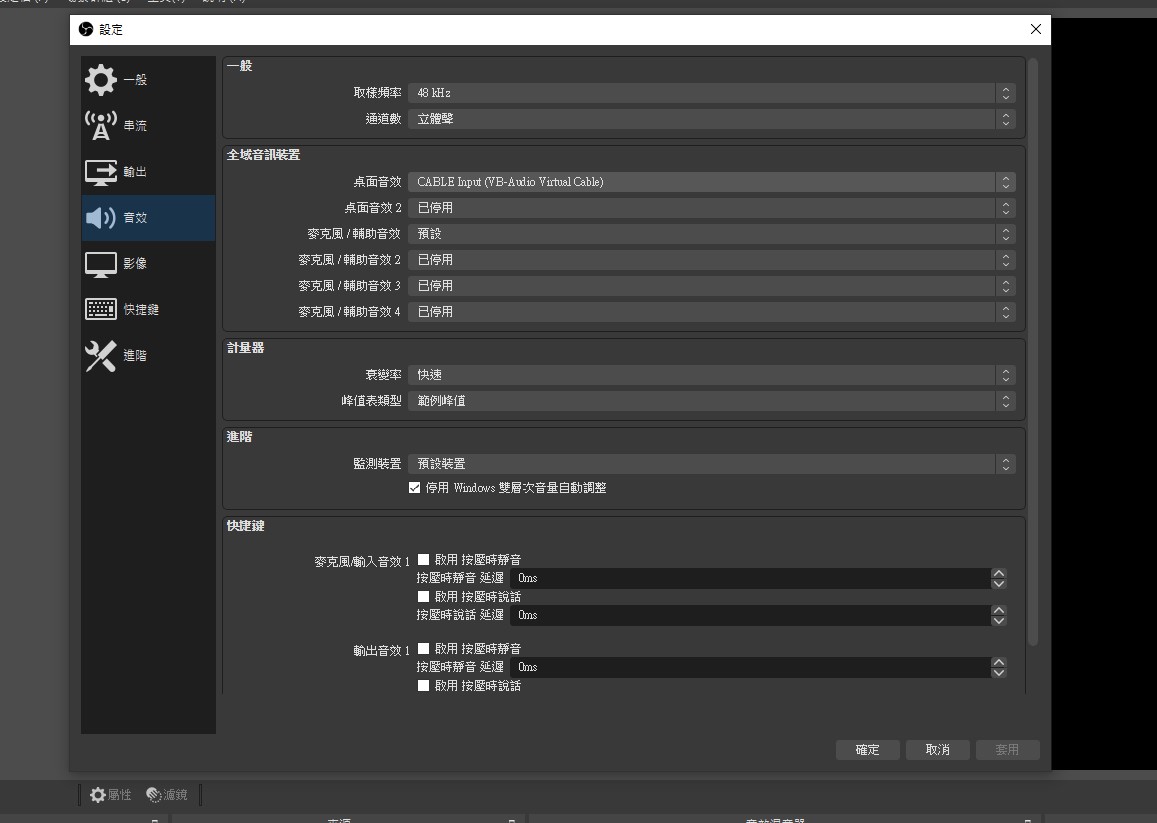 設定
一般
串流
輸出
音效
影像
快捷鍵
進階
一般
取樣頻率 48 kHz
通道數 立體聲
全域音訊裝置
桌面音效 CABLE Input (VB-Audio Virtual Cable)
桌面音效 2 已停用
麥克風 / 輔助音效 預設
麥克風 / 輔助音效 2 已停用
麥克風 / 輔助音效 3 已停用
麥克風 / 輔助音效 4 已停用
計量器
衰變率 快速
峰值表類型 範例峰值
進階
監測裝置 預設裝置
停用 Windows 雙層次音量自動調整
快捷鍵
麥克風/輸入音效 1 啟用 按壓時靜音
按壓時靜音 延遲 0ms
啟用 按壓時說話
按壓時說話 延遲 0ms
輸出音效 1 啟用 按壓時靜音
按壓時靜音 延遲 0ms
啟用 按壓時說話
確定 取消 套用
屬性 濾鏡